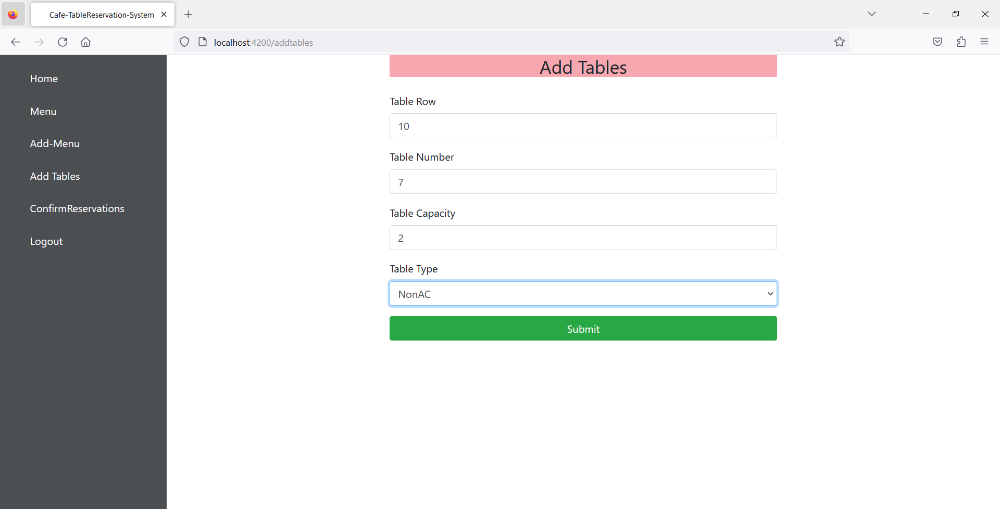 Cafe-TableReservation-System
localhost:4200/addtables
Home
Menu
Add-Menu
Add Tables
ConfirmReservations
Logout
Add Tables
Table Row
10
Table Number
7
Table Capacity
2
Table Type
NonAC
Submit